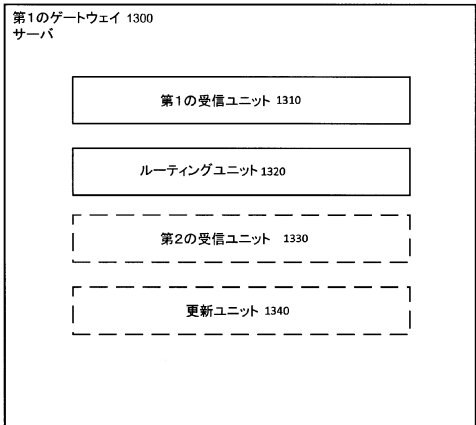 第1のゲートウェイ 1300
サーバ
第1の受信ユニット 1310
ルーティングユニット 1320
第2の受信ユニット 1330
更新ユニット 1340